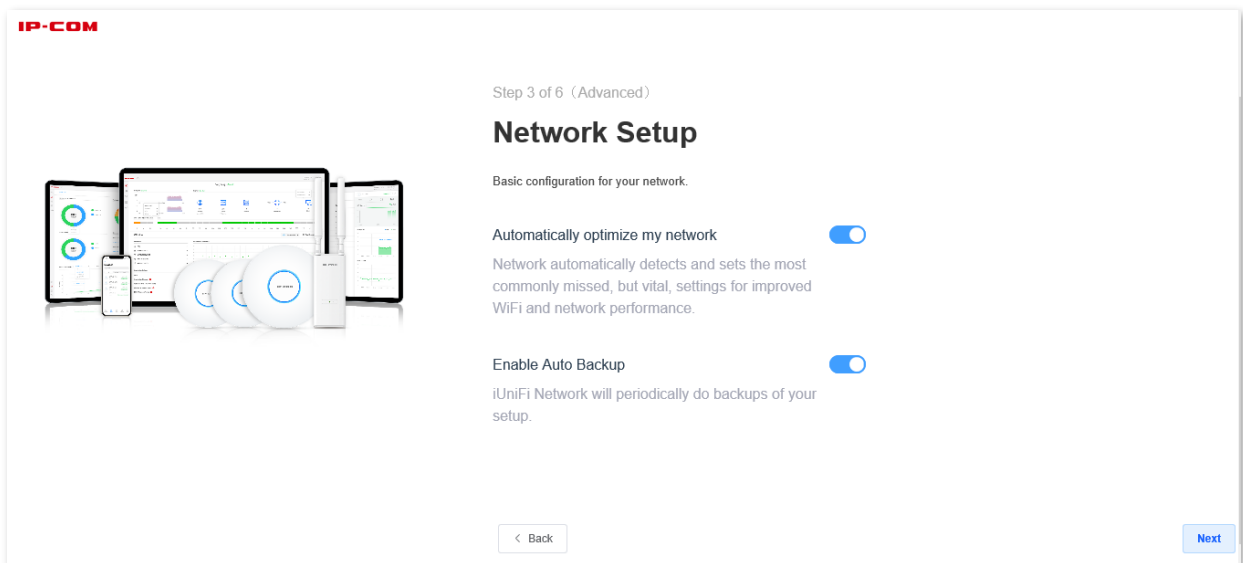 IP-COM
Step 3 of 6（Advanced）
Network Setup
Basic configuration for your network.
Automatically optimize my network
Network automatically detects and sets the most
commonly missed, but vital, settings for improved
WiFi and network performance.
Enable Auto Backup
iUniFi Network will periodically do backups of your
setup.
Back
Next